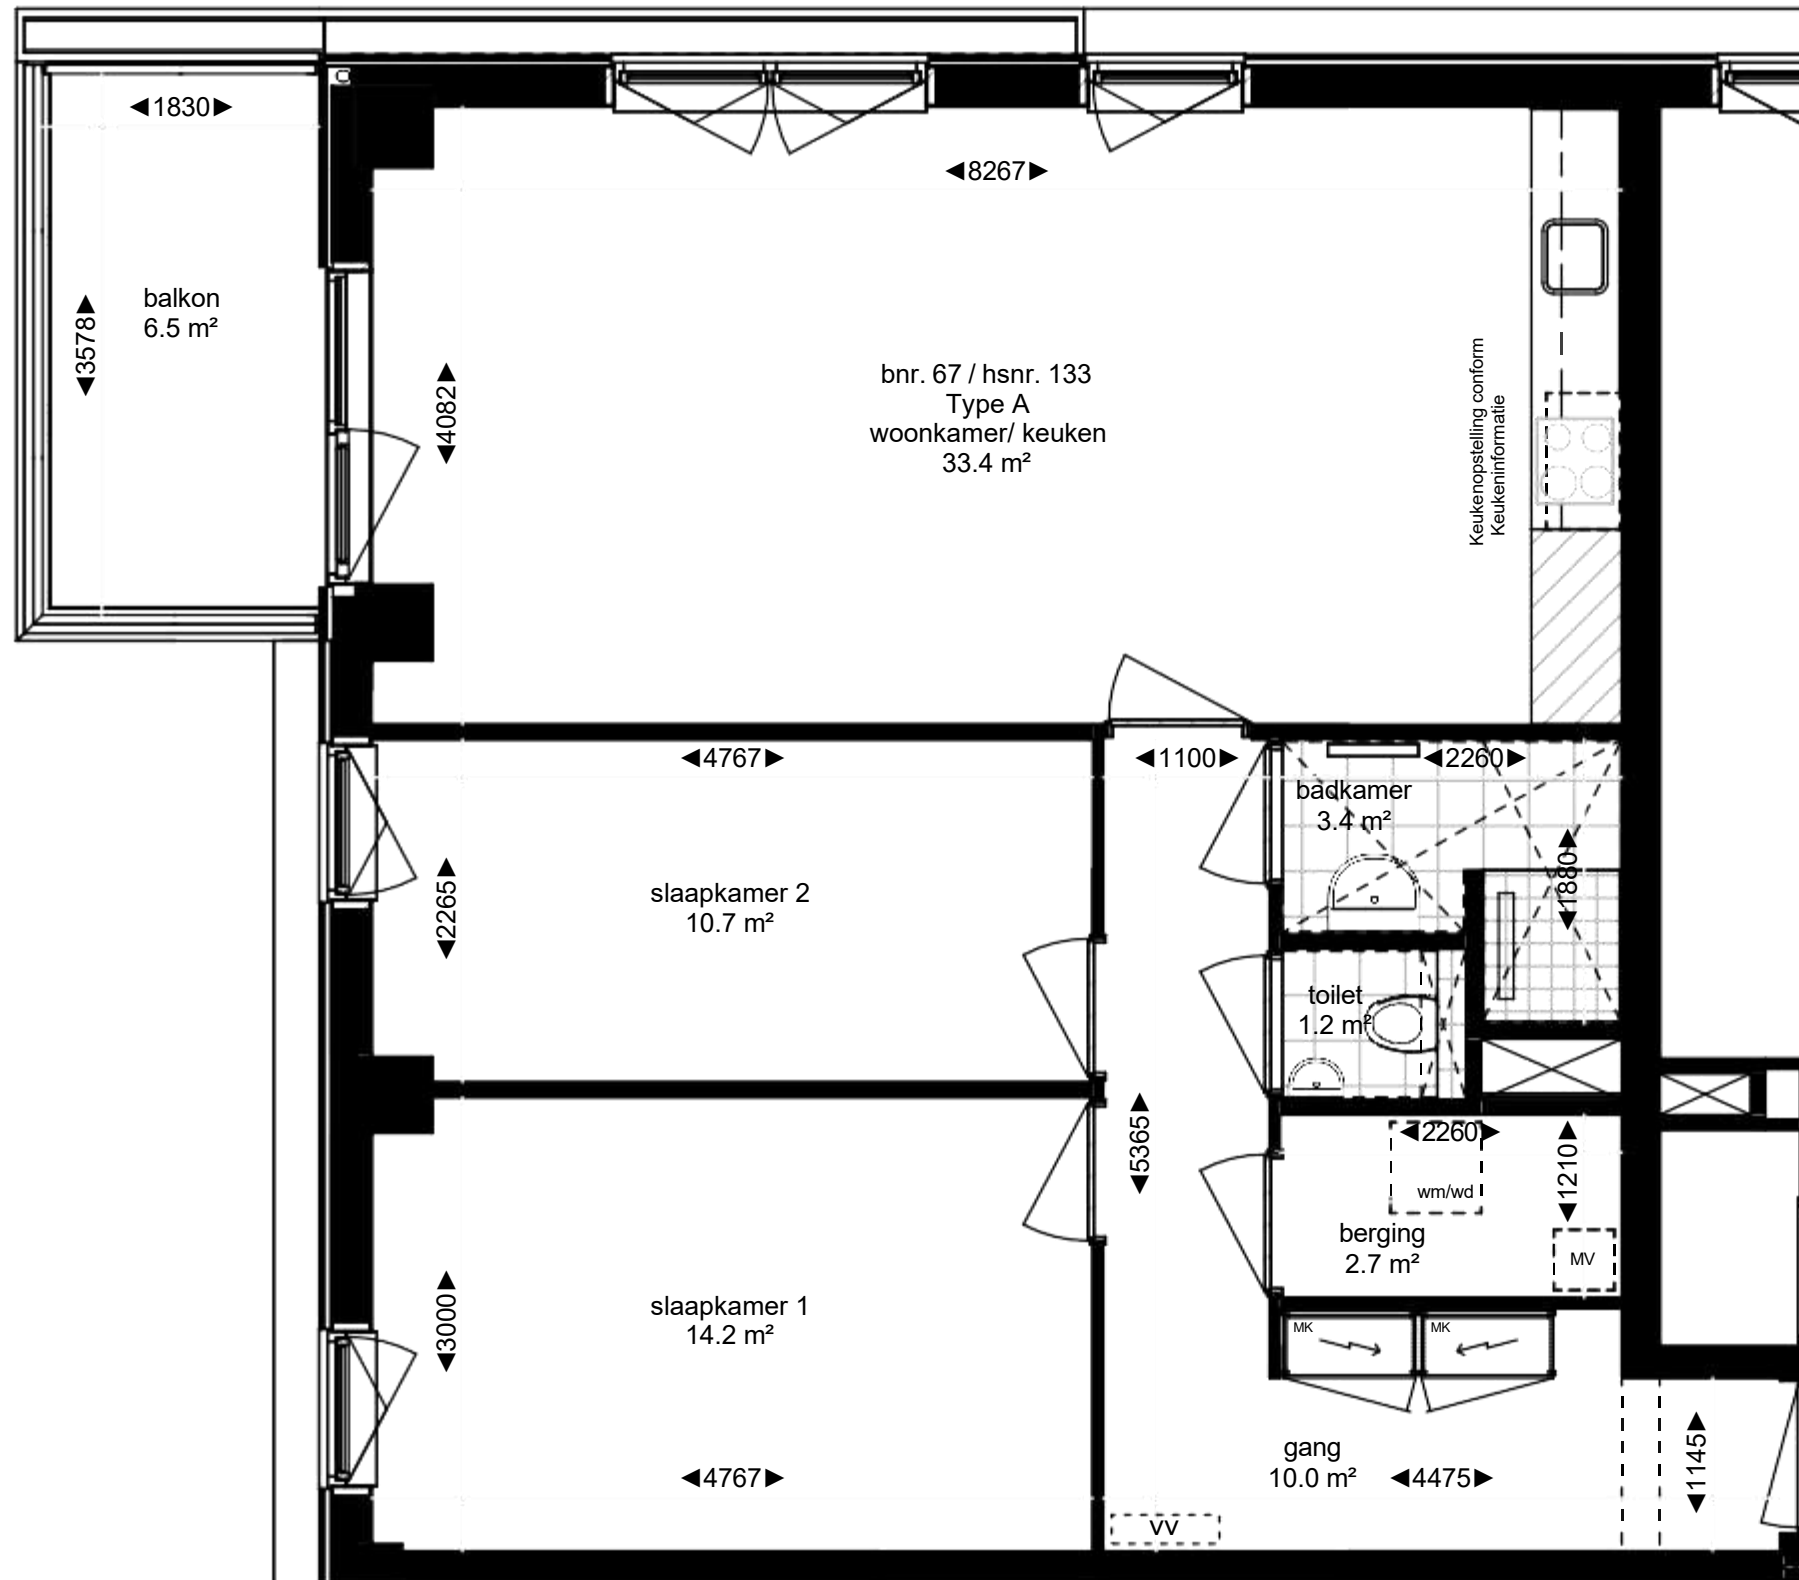 1830
8267
balkon
6.5 m²
3578
4082
bnr. 67 / hsnr. 133
Type A
woonkamer/ keuken
33.4 m²
Keukenopstelling conform
Keukeninformatie
4767
1100
2260
badkamer
3.4 m²
1880
2265
slaapkamer 2
10.7 m²
toilet
1.2 m²
5365
2260
1210
wm/wd
berging
2.7 m²
MV
3000
slaapkamer 1
14.2 m²
MK
MK
gang
10.0 m²
4475
1145
4767
VV